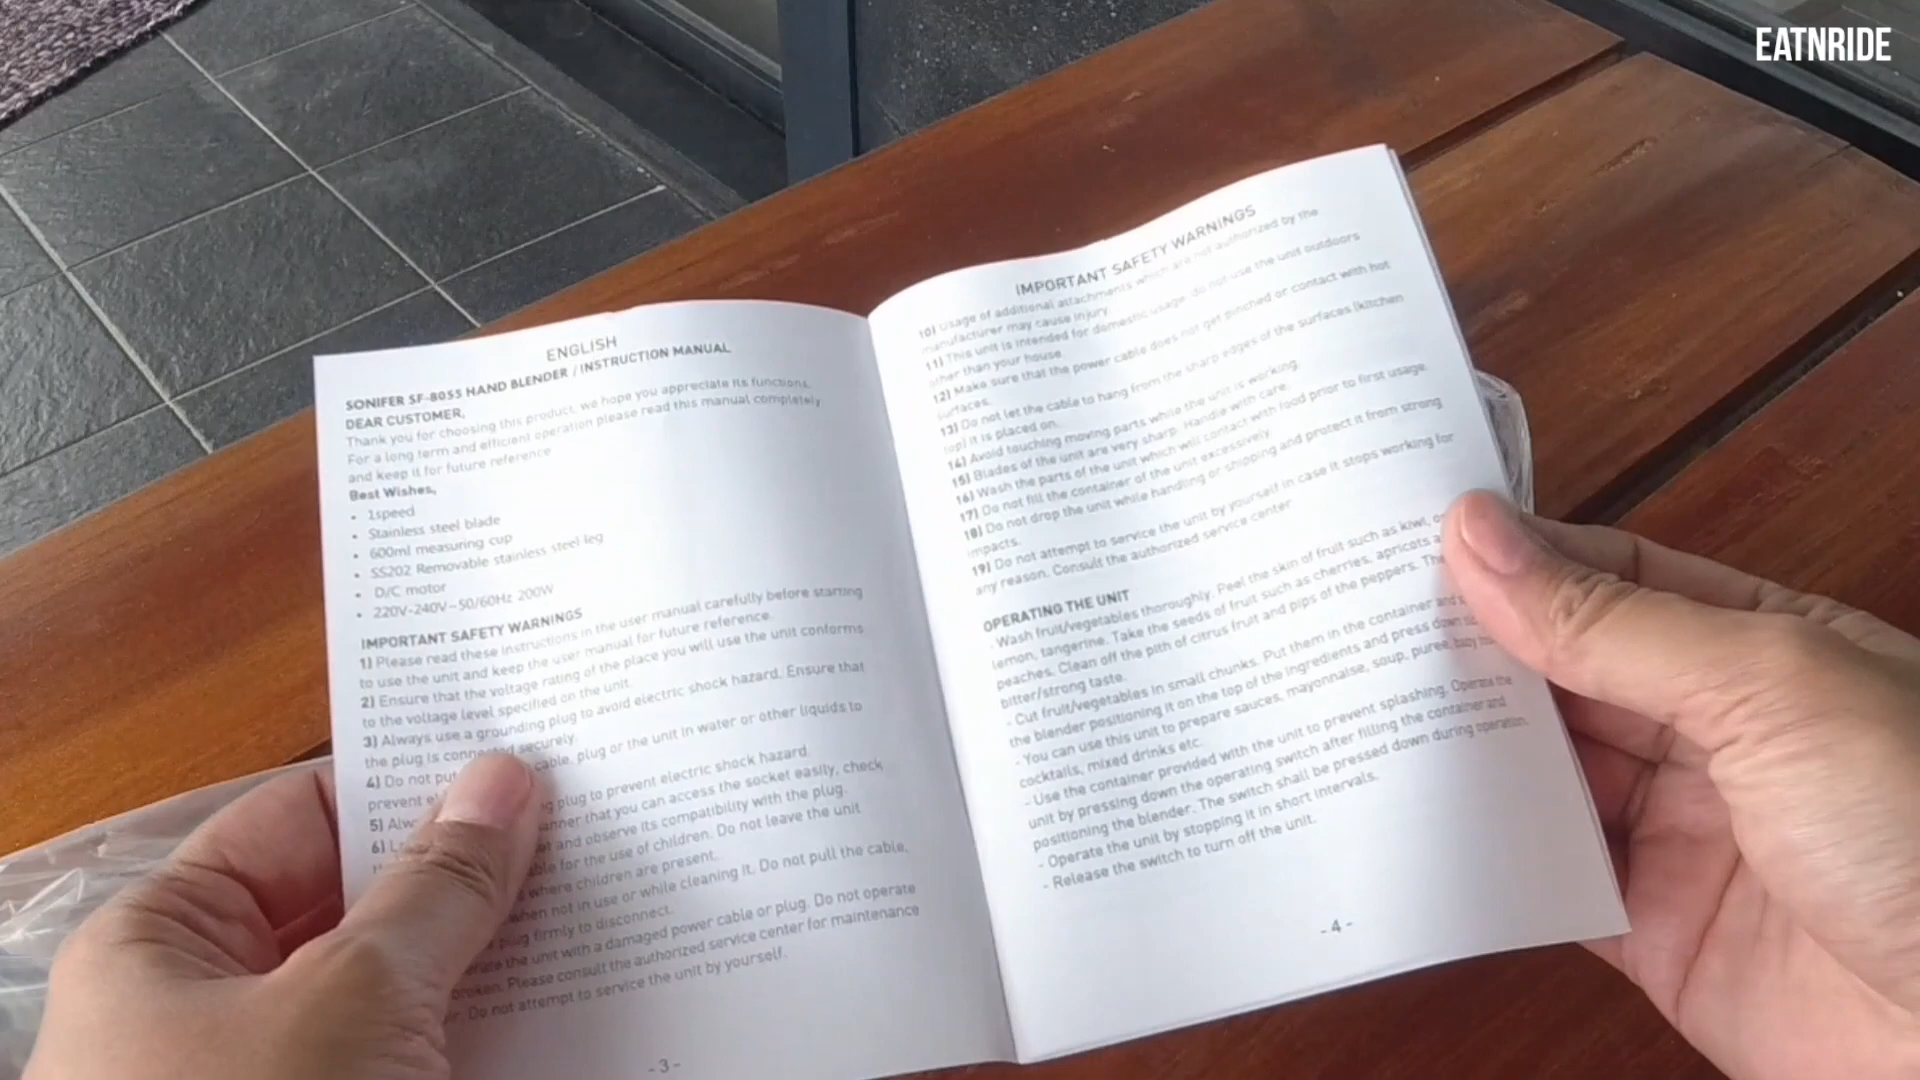 EATNRIDE
ENGLISH
SONIFER SF-8055 HAND BLENDER / INSTRUCTION MANUAL
DEAR CUSTOMER,
Thank you for choosing this product, we hope you appreciate its functions.
For a long term and efficient operation please read this manual completely
and keep it for future reference
Best Wishes,
• 1speed
• Stainless steel blade
• 600ml measuring cup
• SS202 Removable stainless steel leg
• D/C motor
• 220V-240V~50/60Hz 200W
IMPORTANT SAFETY WARNINGS
1) Please read these instructions in the user manual carefully before starting
to use the unit and keep the user manual for future reference.
2) Ensure that the voltage rating of the place you will use the unit conforms
to the voltage level specified on the unit.
3) Always use a grounding plug to avoid electric shock hazard. Ensure that
the plug is connected securely.
4) Do not put cable, plug or the unit in water or other liquids to
prevent plug to prevent electric shock hazard.
5) that you can access the socket easily, check
6) and observe its compatibility with the plug.
for the use of children. Do not leave the unit
where children are present.
when not in use or while cleaning it. Do not pull the cable,
plug firmly to disconnect.
the unit with a damaged power cable or plug. Do not operate
broken. Please consult the authorized service center for maintenance
Do not attempt to service the unit by yourself.
- 3 -
IMPORTANT SAFETY WARNINGS
10) Usage of additional attachments which are not authorized by the
manufacturer may cause injury.
11) This unit is intended for domestic usage, do not use the unit outdoors
other than your house.
12) Make sure that the power cable does not get pinched or contact with hot
surfaces.
13) Do not let the cable to hang from the sharp edges of the surfaces (kitchen
top) it is placed on.
14) Avoid touching moving parts while the unit is working.
15) Blades of the unit are very sharp. Handle with care.
16) Wash the parts of the unit which will contact with food prior to first usage.
17) Do not fill the container of the unit excessively.
18) Do not drop the unit while handling or shipping and protect it from strong
impacts.
19) Do not attempt to service the unit by yourself in case it stops working for
any reason. Consult the authorized service center.
OPERATING THE UNIT
- Wash fruit/vegetables thoroughly. Peel the skin of fruit such as kiwi,
lemon, tangerine. Take the seeds of fruit such as cherries, apricots
peaches. Clean off the pith of citrus fruit and pips of the peppers. The
bitter/strong taste.
- Cut fruit/vegetables in small chunks. Put them in the container and
the blender positioning it on the top of the ingredients and press down
- You can use this unit to prepare sauces, mayonnaise, soup, puree, baby
cocktails, mixed drinks etc.
- Use the container provided with the unit to prevent splashing. Operate the
unit by pressing down the operating switch after filling the container and
positioning the blender. The switch shall be pressed down during operation.
- Operate the unit by stopping it in short intervals.
- Release the switch to turn off the unit.
- 4 -